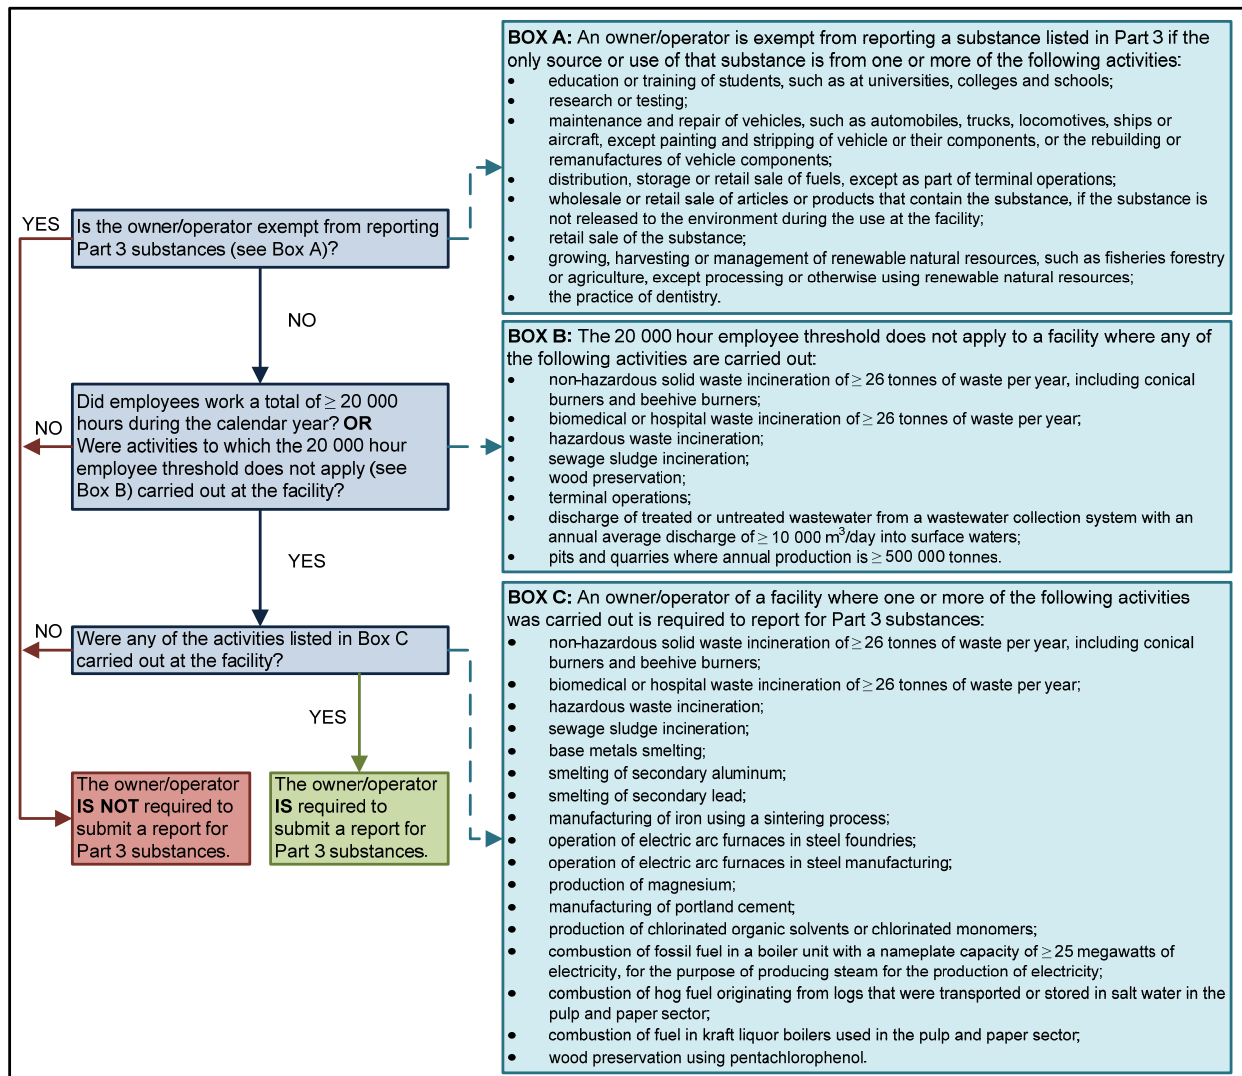 YES
Is the owner/operator exempt from reporting
Part 3 substances (see Box A)?
NO
Did employees work a total of ≥ 20 000
hours during the calendar year? OR
Were activities to which the 20 000 hour
employee threshold does not apply (see
Box B) carried out at the facility?
NO
YES
Were any of the activities listed in Box C
carried out at the facility?
NO
YES
The owner/operator
IS NOT required to
submit a report for
Part 3 substances.
The owner/operator
IS required to
submit a report for
Part 3 substances.
BOX A: An owner/operator is exempt from reporting a substance listed in Part 3 if the
only source or use of that substance is from one or more of the following activities:
• education or training of students, such as at universities, colleges and schools;
• research or testing;
• maintenance and repair of vehicles, such as automobiles, trucks, locomotives, ships or
aircraft, except painting and stripping of vehicle or their components, or the rebuilding or
remanufactures of vehicle components;
• distribution, storage or retail sale of fuels, except as part of terminal operations;
• wholesale or retail sale of articles or products that contain the substance, if the substance is
not released to the environment during the use at the facility;
• retail sale of the substance;
• growing, harvesting or management of renewable natural resources, such as fisheries forestry
or agriculture, except processing or otherwise using renewable natural resources;
• the practice of dentistry.
BOX B: The 20 000 hour employee threshold does not apply to a facility where any of
the following activities are carried out:
• non-hazardous solid waste incineration of ≥ 26 tonnes of waste per year, including conical
burners and beehive burners;
• biomedical or hospital waste incineration of ≥ 26 tonnes of waste per year;
• hazardous waste incineration;
• sewage sludge incineration;
• wood preservation;
• terminal operations;
• discharge of treated or untreated wastewater from a wastewater collection system with an
annual average discharge of ≥ 10 000 m³/day into surface waters;
• pits and quarries where annual production is ≥ 500 000 tonnes.
BOX C: An owner/operator of a facility where one or more of the following activities
was carried out is required to report for Part 3 substances:
• non-hazardous solid waste incineration of ≥ 26 tonnes of waste per year, including conical
burners and beehive burners;
• biomedical or hospital waste incineration of ≥ 26 tonnes of waste per year;
• hazardous waste incineration;
• sewage sludge incineration;
• base metals smelting;
• smelting of secondary aluminum;
• smelting of secondary lead;
• manufacturing of iron using a sintering process;
• operation of electric arc furnaces in steel foundries;
• operation of electric arc furnaces in steel manufacturing;
• production of magnesium;
• manufacturing of portland cement;
• production of chlorinated organic solvents or chlorinated monomers;
• combustion of fossil fuel in a boiler unit with a nameplate capacity of ≥ 25 megawatts of
electricity, for the purpose of producing steam for the production of electricity;
• combustion of hog fuel originating from logs that were transported or stored in salt water in the
pulp and paper sector;
• combustion of fuel in kraft liquor boilers used in the pulp and paper sector;
• wood preservation using pentachlorophenol.